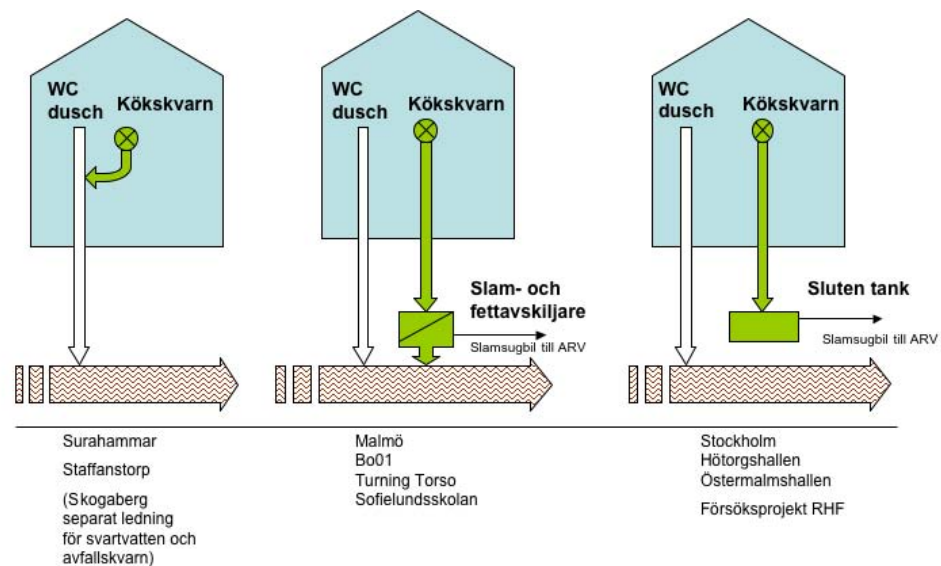 WC
dusch
Kökskvarn
WC
dusch
Kökskvarn
Slam- och
fettavskiljare
Slamsugbil till ARV
WC
dusch
Kökskvarn
Sluten tank
Slamsugbil till ARV
Surahammar
Staffanstorp
(Skogaberg
separat ledning
för svartvatten och
avfallskvarn)
Malmö
Bo01
Turning Torso
Sofielundsskolan
Stockholm
Hötorgshallen
Östermalmshallen
Försöksprojekt RHF